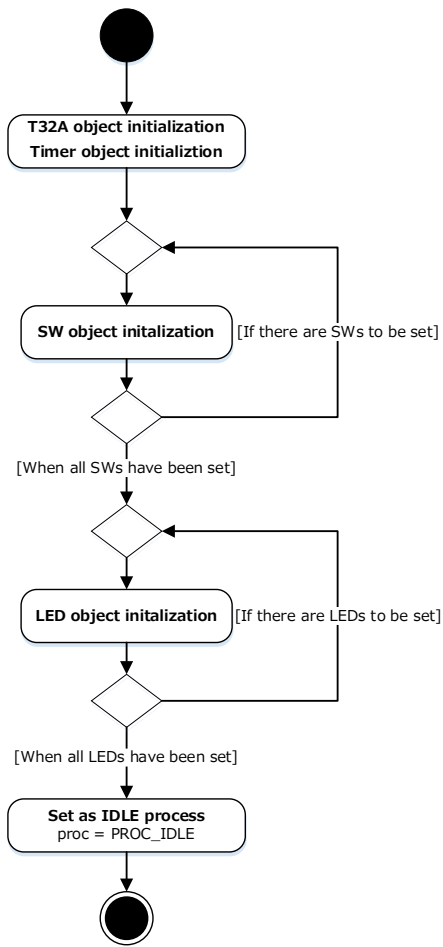 T32A object initialization
Timer object initializtion
SW object initalization
[If there are SWs to be set]
[When all SWs have been set]
LED object initalization
[If there are LEDs to be set]
[When all LEDs have been set]
Set as IDLE process
proc = PROC_IDLE